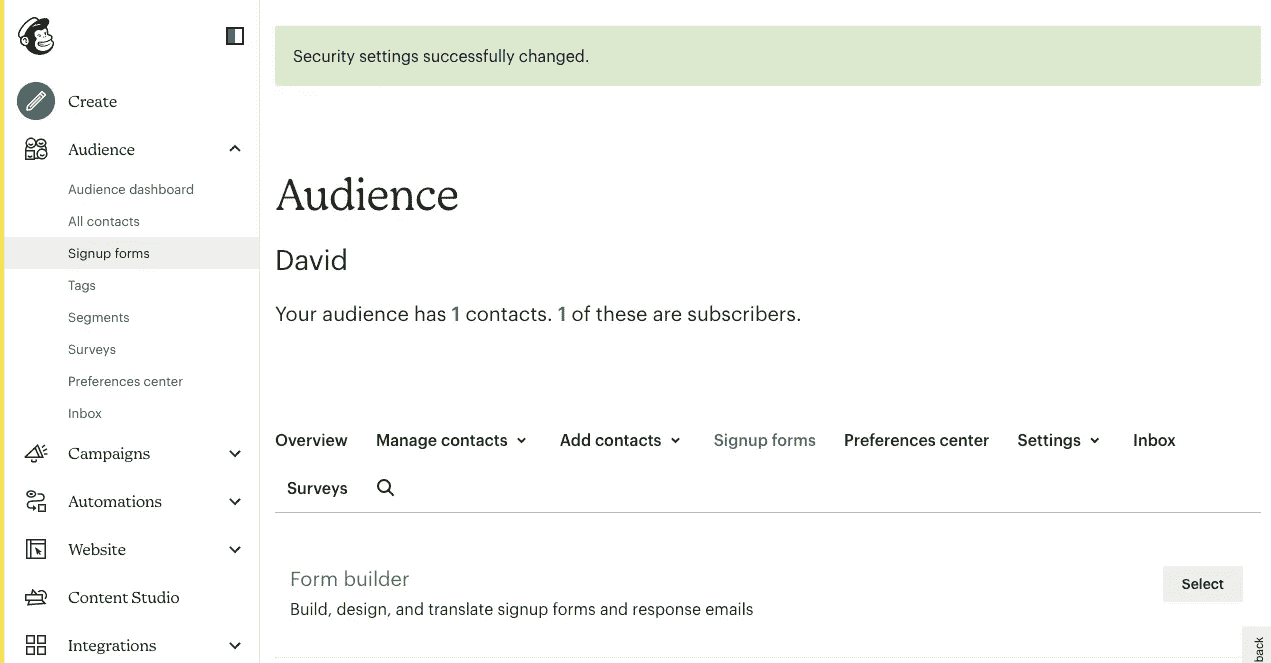 Security settings successfully changed.
Create
Audience
Audience dashboard
All contacts
Signup forms
Tags
Segments
Surveys
Preferences center
Inbox
Campaigns
Automations
Website
Content Studio
Integrations
Audience
David
Your audience has 1 contacts. 1 of these are subscribers.
Overview Manage contacts Add contacts Signup forms Preferences center Settings Inbox
Surveys
Form builder
Build, design, and translate signup forms and response emails
Select
back